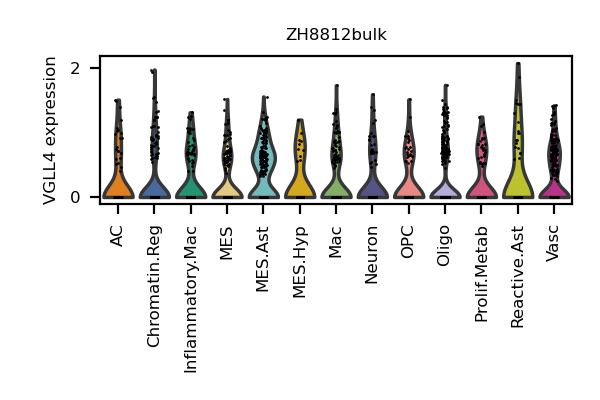 ZH8812bulk
VGLL4 expression
2
0
AC
Chromatin.Reg
Inflammatory.Mac
MES
MES.Ast
MES.Hyp
Mac
Neuron
OPC
Oligo
Prolif.Metab
Reactive.Ast
Vasc